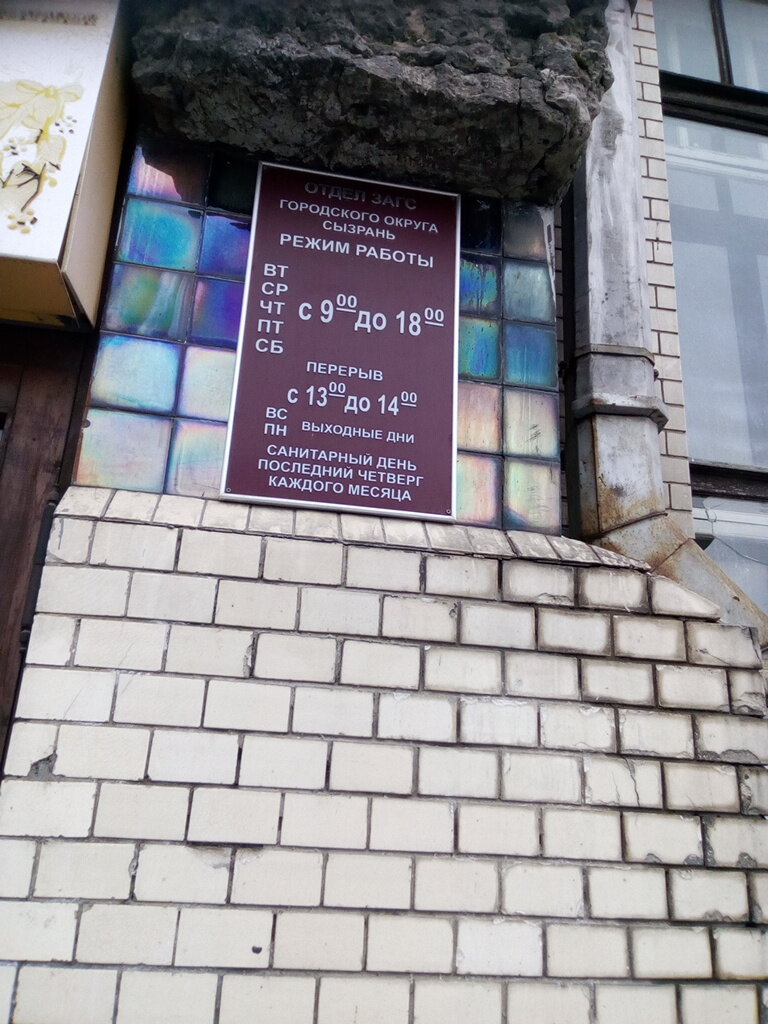 ОТДЕЛ ЗАГС
ГОРОДСКОГО ОКРУГА
СЫЗРАНЬ
РЕЖИМ РАБОТЫ
ВТ
СР
ЧТ
ПТ
СБ
с 9⁰⁰ до 18⁰⁰
ПЕРЕРЫВ
с 13⁰⁰ до 14⁰⁰
ВС
ПН
ВЫХОДНЫЕ ДНИ
САНИТАРНЫЙ ДЕНЬ
ПОСЛЕДНИЙ ЧЕТВЕРГ
КАЖДОГО МЕСЯЦА